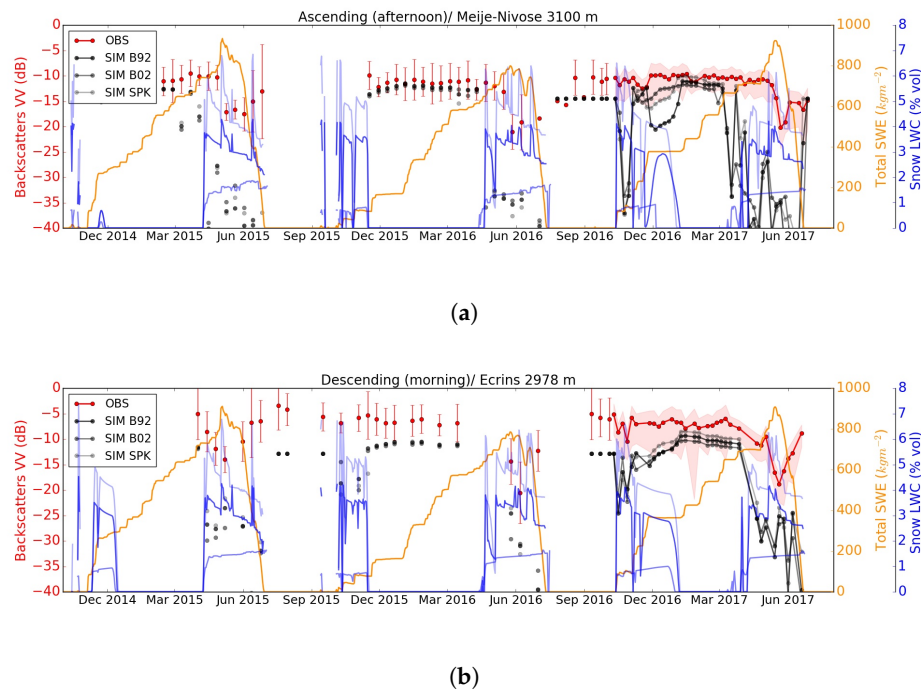 Ascending (afternoon)/ Meije-Nivose 3100 m
Backscatters VV (dB)
0
−5
−10
−15
−20
−25
−30
−35
−40
OBS
SIM B92
SIM B02
SIM SPK
Dec 2014 Mar 2015 Jun 2015 Sep 2015 Dec 2015 Mar 2016 Jun 2016 Sep 2016 Dec 2016 Mar 2017 Jun 2017
1000
800
600
400
200
0
Total SWE (kgm⁻²)
8
7
6
5
4
3
2
1
0
Snow LWC (% vol)
(a)
Descending (morning)/ Ecrins 2978 m
Backscatters VV (dB)
0
−5
−10
−15
−20
−25
−30
−35
−40
OBS
SIM B92
SIM B02
SIM SPK
Dec 2014 Mar 2015 Jun 2015 Sep 2015 Dec 2015 Mar 2016 Jun 2016 Sep 2016 Dec 2016 Mar 2017 Jun 2017
1000
800
600
400
200
0
Total SWE (kgm⁻²)
8
7
6
5
4
3
2
1
0
Snow LWC (% vol)
(b)